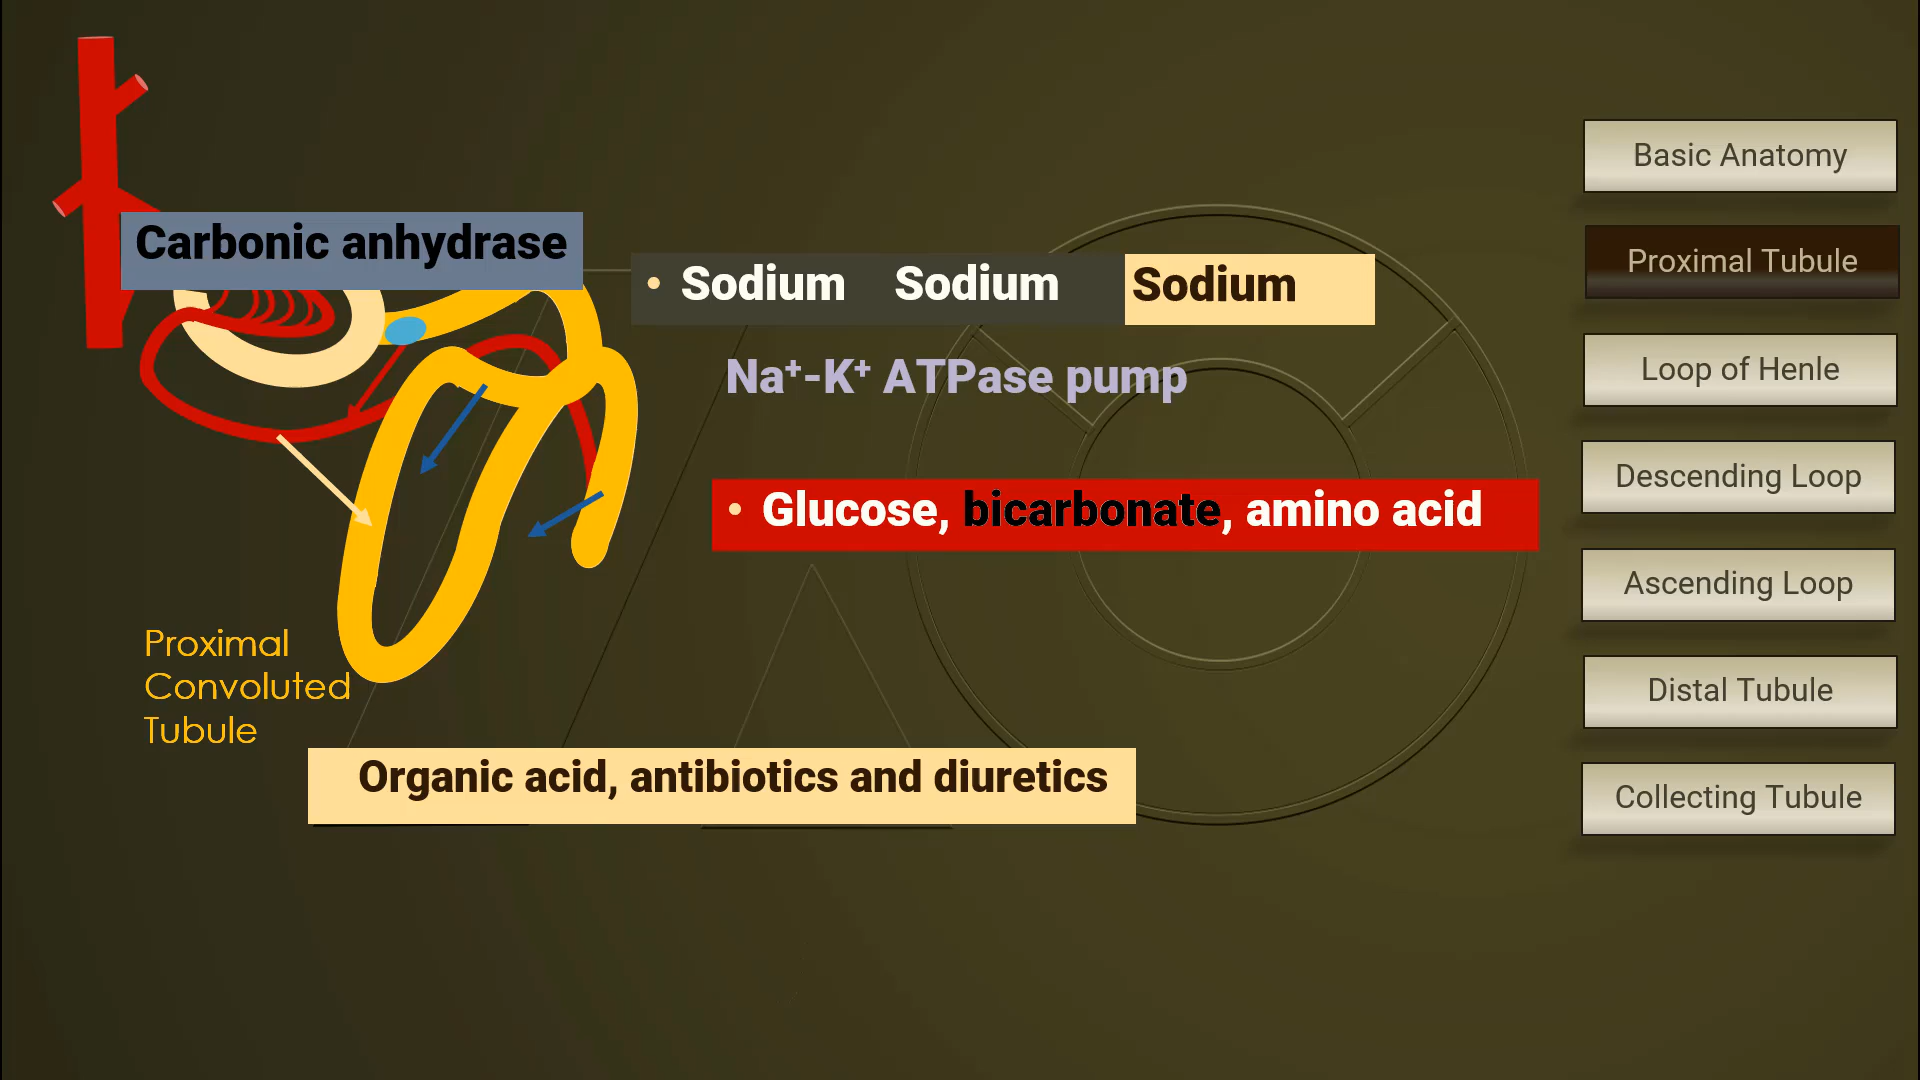 Carbonic anhydrase
• Sodium Sodium Sodium
Na⁺-K⁺ ATPase pump
• Glucose, bicarbonate, amino acid
Proximal
Convoluted
Tubule
Organic acid, antibiotics and diuretics
Basic Anatomy
Proximal Tubule
Loop of Henle
Descending Loop
Ascending Loop
Distal Tubule
Collecting Tubule